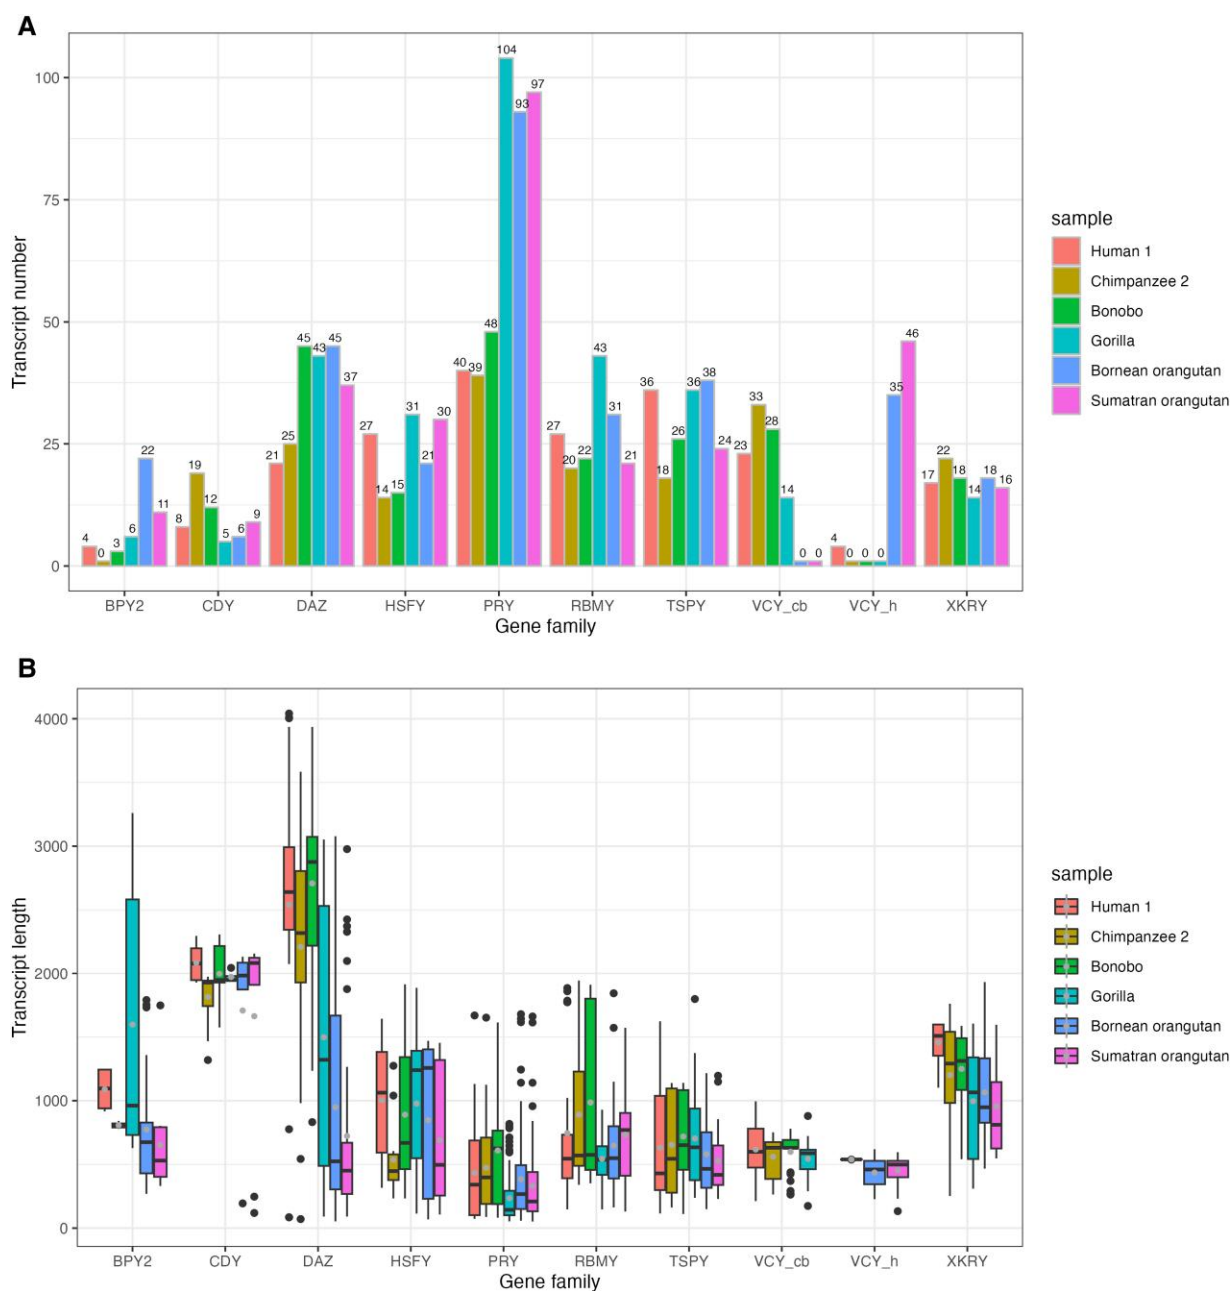 A
Transcript number
100
75
50
25
0
4 0 3 6 22 11
8 19 12 5 6 9
21 25 45 43 45 37
27 14 15 31 21 30
40 39 48 104 93 97
27 20 22 43 31 21
36 18 26 36 38 24
23 33 28 14 0 0
4 0 0 0 35 46
17 22 18 14 18 16
BPY2 CDY DAZ HSFY PRY RBMY TSPY VCY_cb VCY_h XKRY
Gene family
sample
Human 1
Chimpanzee 2
Bonobo
Gorilla
Bornean orangutan
Sumatran orangutan
B
Transcript length
4000
3000
2000
1000
0
BPY2 CDY DAZ HSFY PRY RBMY TSPY VCY_cb VCY_h XKRY
Gene family
sample
Human 1
Chimpanzee 2
Bonobo
Gorilla
Bornean orangutan
Sumatran orangutan